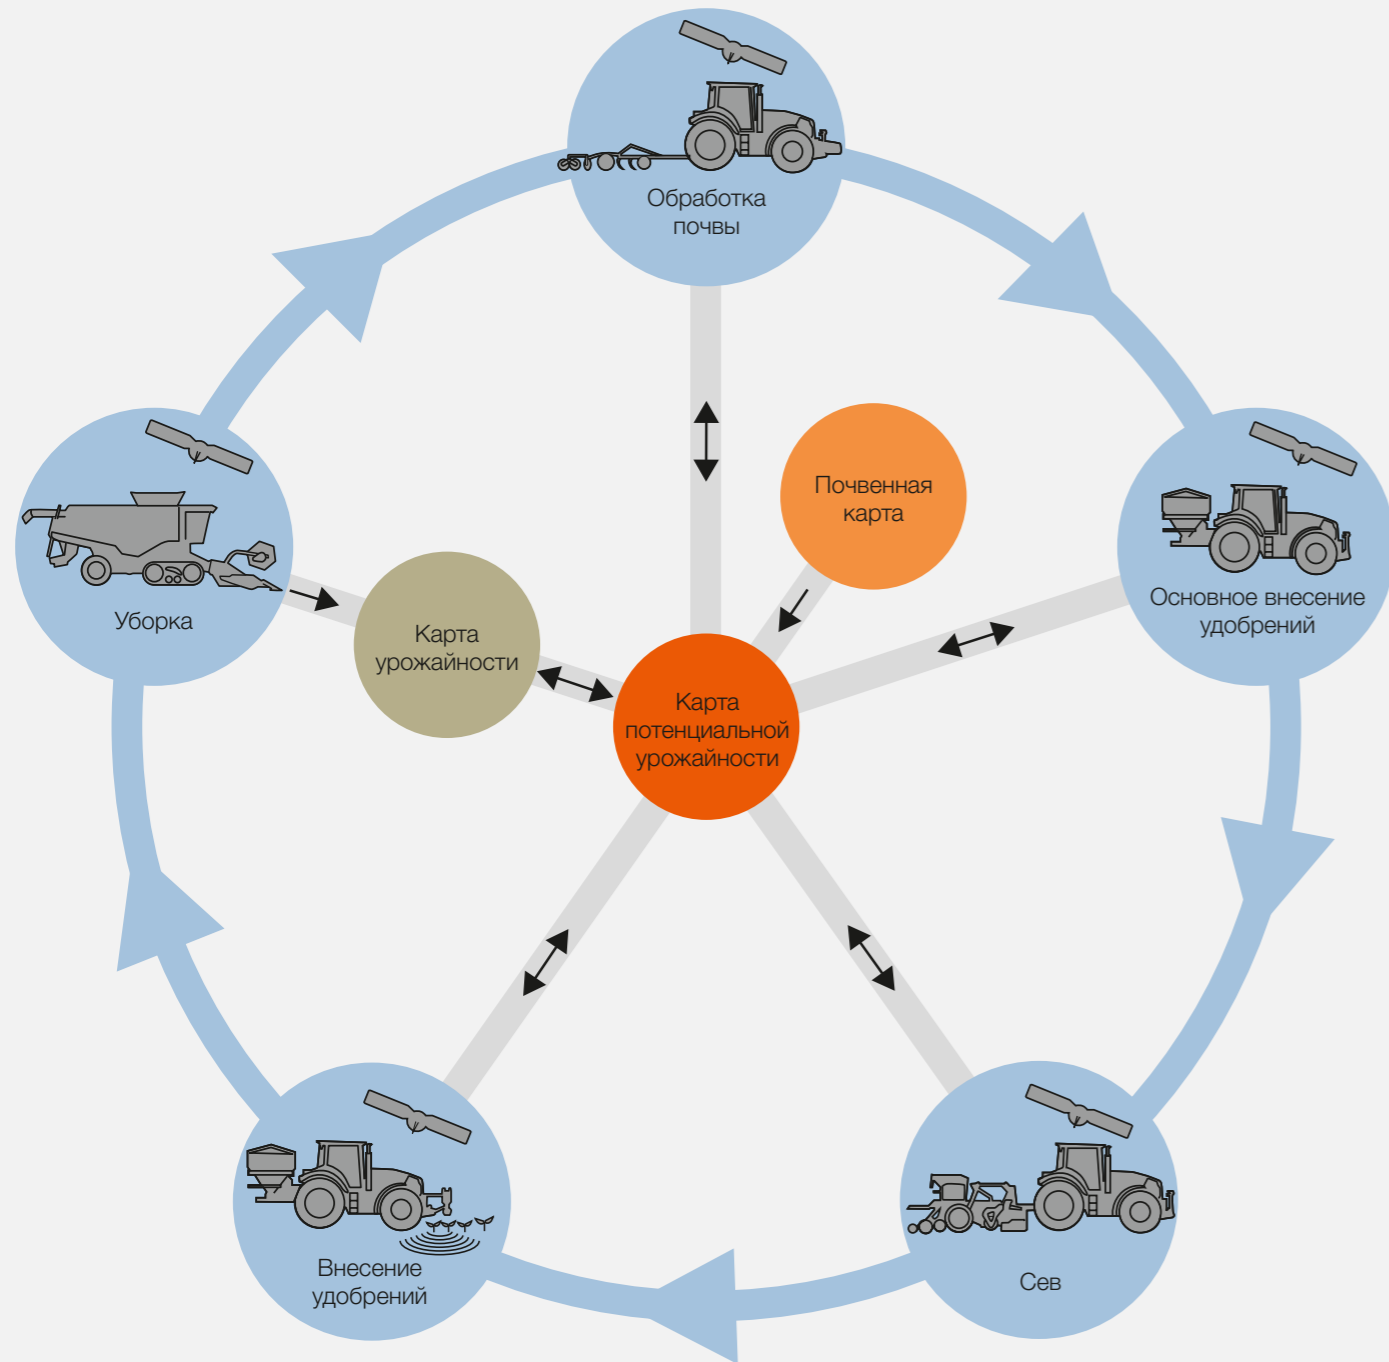 Обработка
почвы
Почвенная
карта
Основное внесение
удобрений
Уборка
Карта
урожайности
Карта
потенциальной
урожайности
Внесение
удобрений
Сев